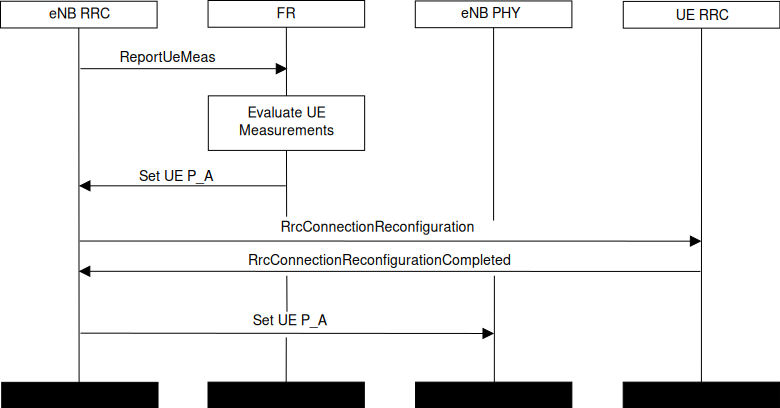 eNB RRC
FR
eNB PHY
UE RRC
ReportUeMeas
Evaluate UE
Measurements
Set UE P_A
RrcConnectionReconfiguration
RrcConnectionReconfigurationCompleted
Set UE P_A